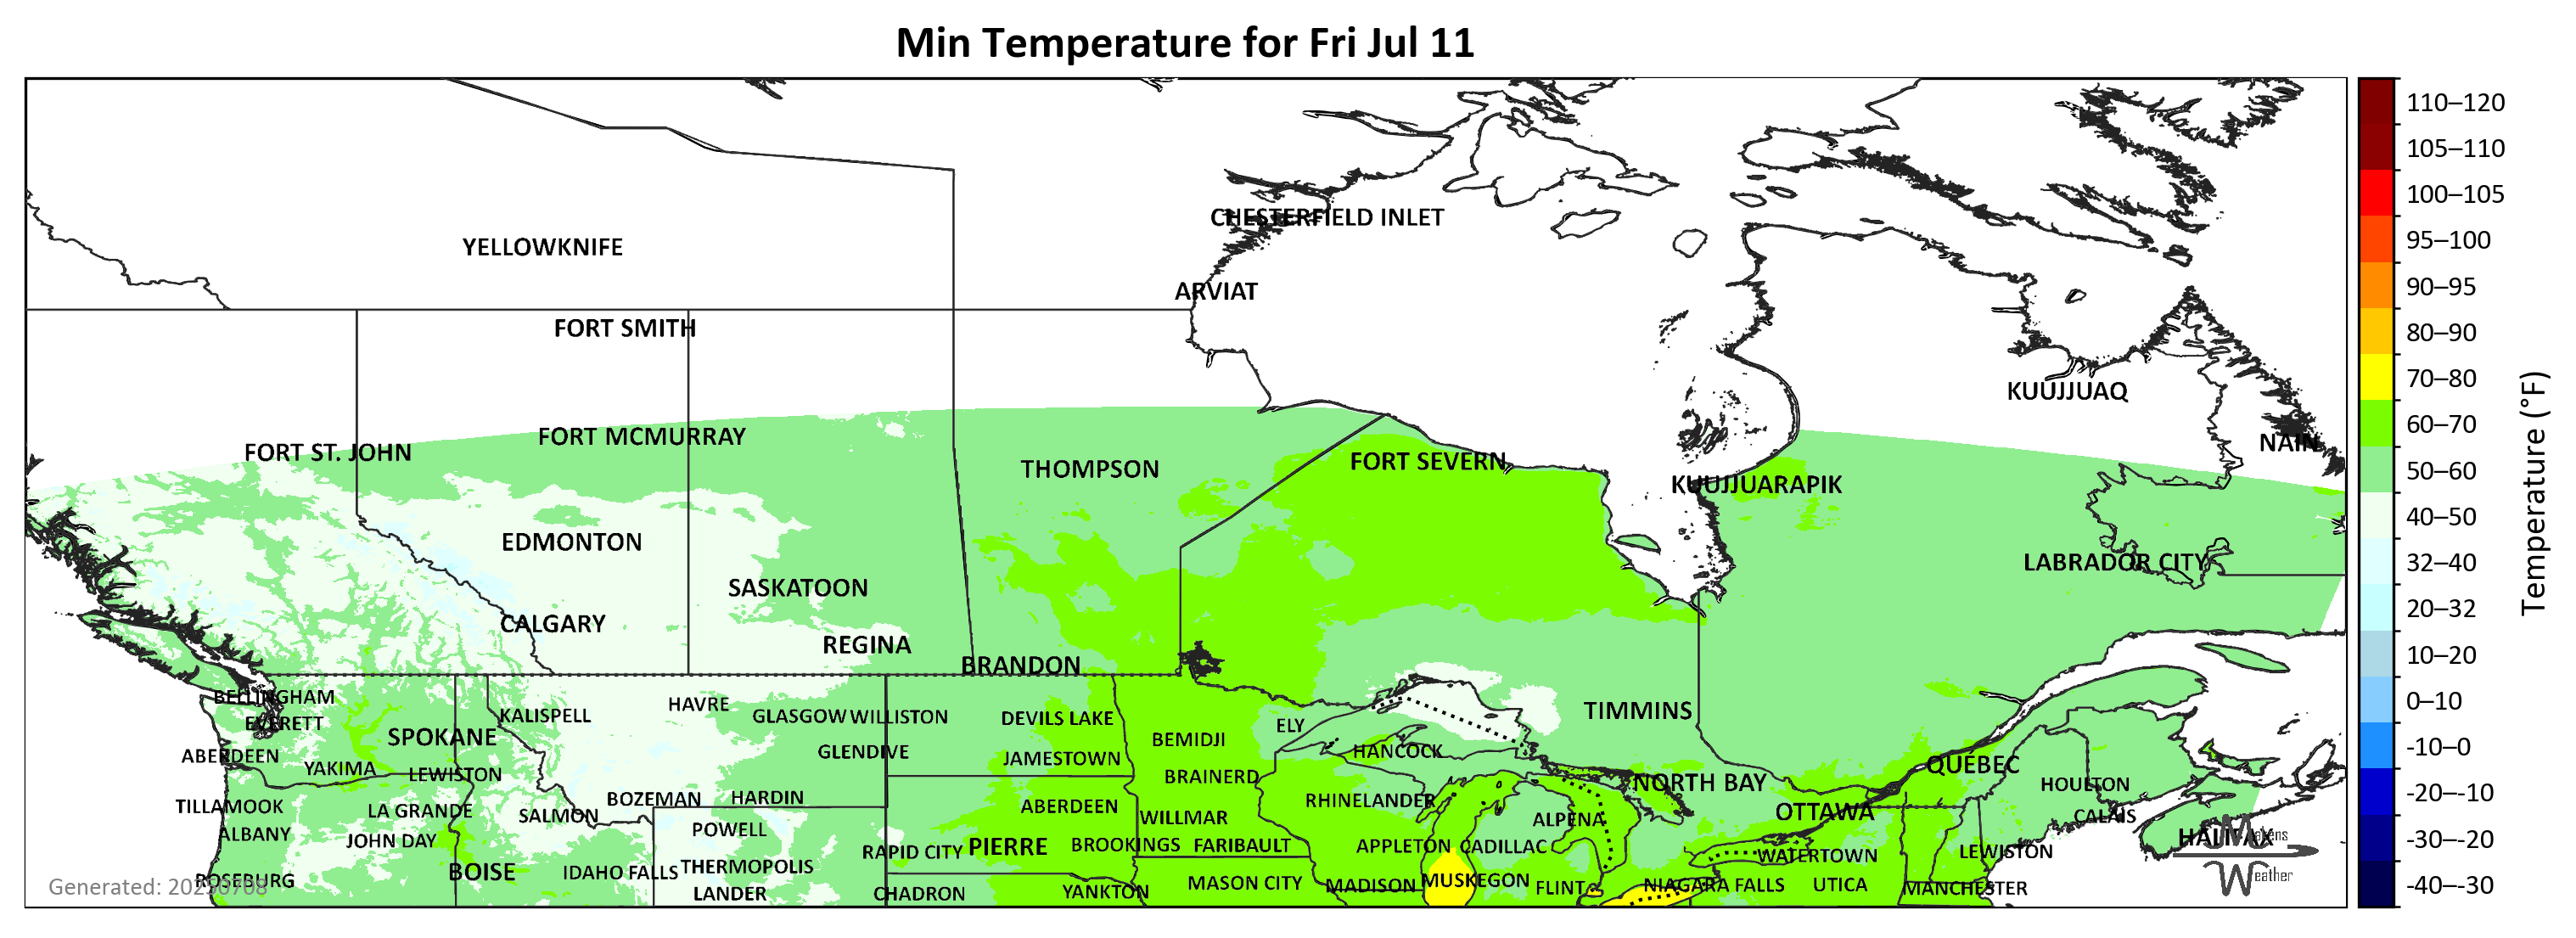 Min Temperature for Fri Jul 11
110–120
105–110
100–105
95–100
90–95
80–90
70–80
60–70
50–60
40–50
32–40
20–32
10–20
0–10
-10–0
-20–-10
-30–-20
-40–-30
Temperature (°F)
CHESTERFIELD INLET
YELLOWKNIFE
ARVIAT
FORT SMITH
KUUJJUAQ
FORT MCMURRAY
NAIN
FORT ST. JOHN
FORT SEVERN
THOMPSON
KUUJJUARAPIK
EDMONTON
LABRADOR CITY
SASKATOON
CALGARY
REGINA
BRANDON
BELLINGHAM
HAVRE
TIMMINS
KALISPELL
GLASGOW
WILLISTON
DEVILS LAKE
EVERETT
ELY
SPOKANE
BEMIDJI
HANCOCK
ABERDEEN
GLENDIVE
JAMESTOWN
QUÉBEC
YAKIMA
LEWISTON
BRAINERD
NORTH BAY
HOULTON
TILLAMOOK
BOZEMAN
HARDIN
RHINELANDER
LA GRANDE
ABERDEEN
OTTAWA
SALMON
WILLMAR
CALAIS
ALPENA
ALBANY
POWELL
HALIFAX
JOHN DAY
PIERRE
BROOKINGS
FARIBAULT
APPLETON
CADILLAC
RAPID CITY
WATERTOWN
LEWISTON
BOISE
IDAHO FALLS
THERMOPOLIS
ROSEBURG
MUSKEGON
MASON CITY
MADISON
FLINT
NIAGARA FALLS
UTICA
MANCHESTER
LANDER
CHADRON
YANKTON
Generated: 20250708
Makens
Weather